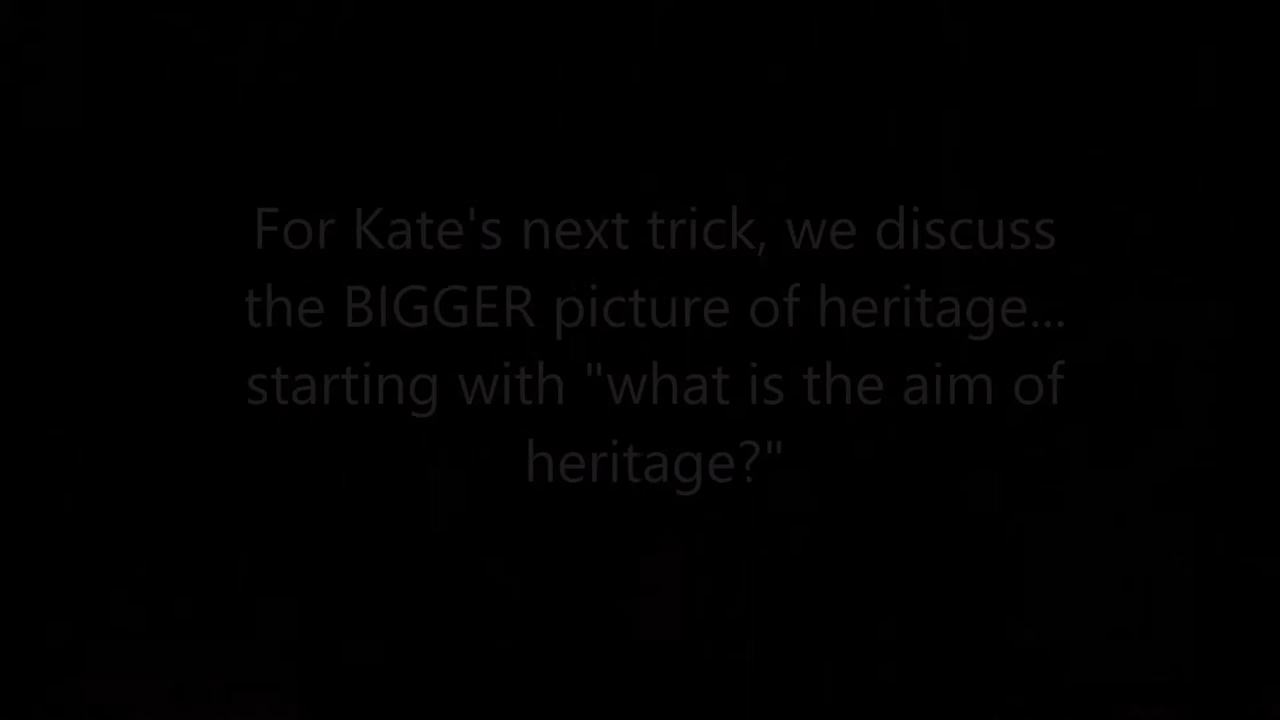 For Kate's next trick, we discuss
the BIGGER picture of heritage...
starting with "what is the aim of
heritage?"